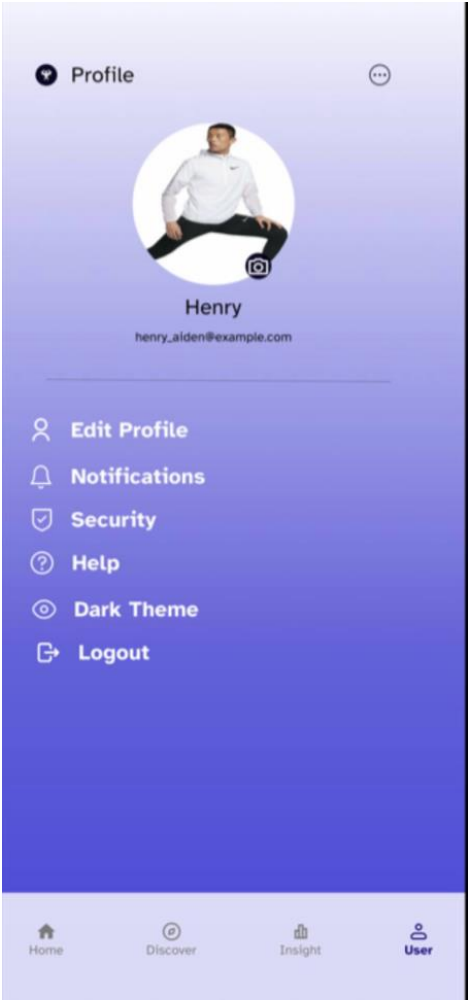 Profile
Henry
henry_aiden@example.com
Edit Profile
Notifications
Security
Help
Dark Theme
Logout
Home
Discover
Insight
User